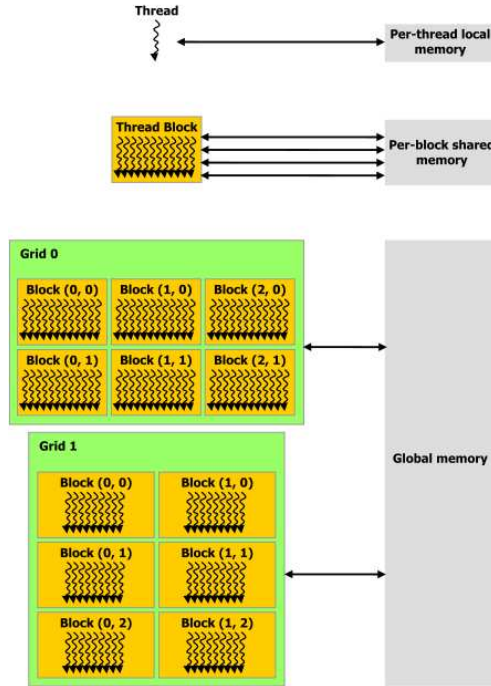 Thread
Per-thread local
memory
Thread Block
Per-block shared
memory
Grid 0
Block (0, 0) Block (1, 0) Block (2, 0)
Block (0, 1) Block (1, 1) Block (2, 1)
Grid 1
Block (0, 0) Block (1, 0)
Block (0, 1) Block (1, 1)
Block (0, 2) Block (1, 2)
Global memory